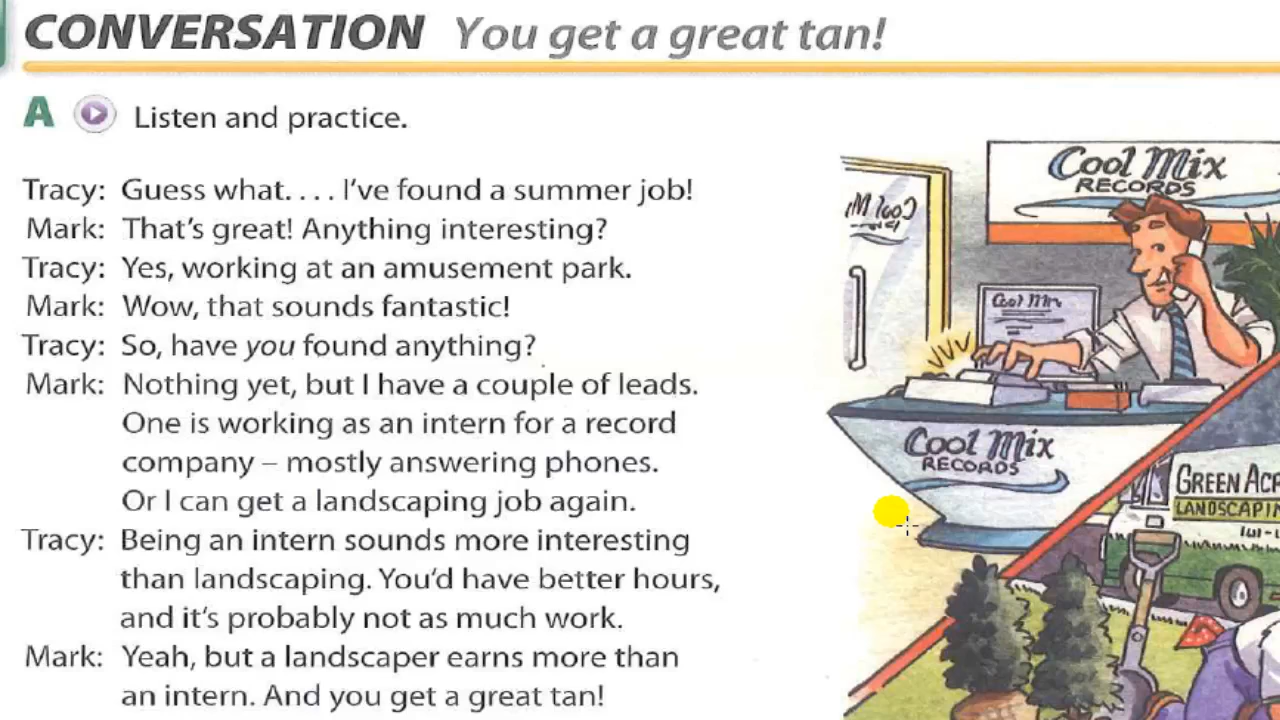 CONVERSATION You get a great tan!
A Listen and practice.
Tracy: Guess what. . . . I've found a summer job!
Mark: That's great! Anything interesting?
Tracy: Yes, working at an amusement park.
Mark: Wow, that sounds fantastic!
Tracy: So, have you found anything?
Mark: Nothing yet, but I have a couple of leads.
One is working as an intern for a record
company – mostly answering phones.
Or I can get a landscaping job again.
Tracy: Being an intern sounds more interesting
than landscaping. You'd have better hours,
and it's probably not as much work.
Mark: Yeah, but a landscaper earns more than
an intern. And you get a great tan!
Cool Mix
RECORDS
Cool M
Cool Mix
Cool Mix
RECORDS
GREEN ACR
LANDSCAPIN